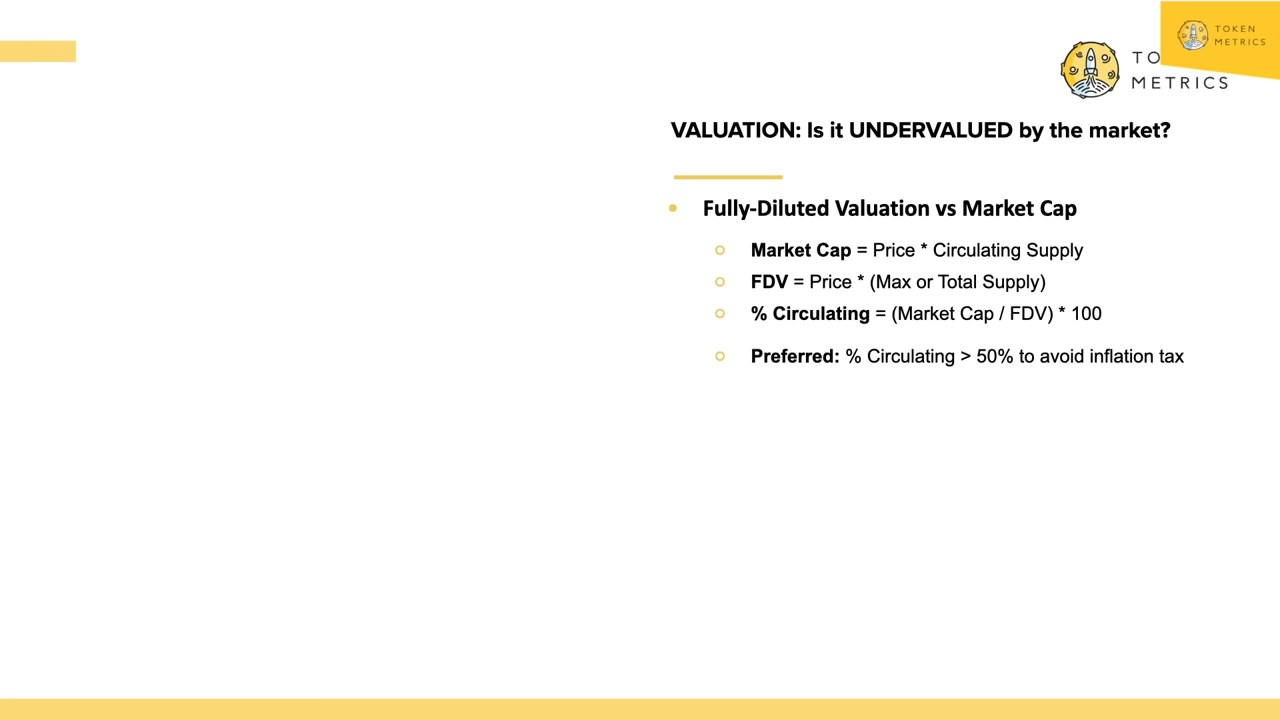 TOKEN
METRICS
TO
METRICS
VALUATION: Is it UNDERVALUED by the market?
Fully-Diluted Valuation vs Market Cap
Market Cap = Price * Circulating Supply
FDV = Price * (Max or Total Supply)
% Circulating = (Market Cap / FDV) * 100
Preferred: % Circulating > 50% to avoid inflation tax